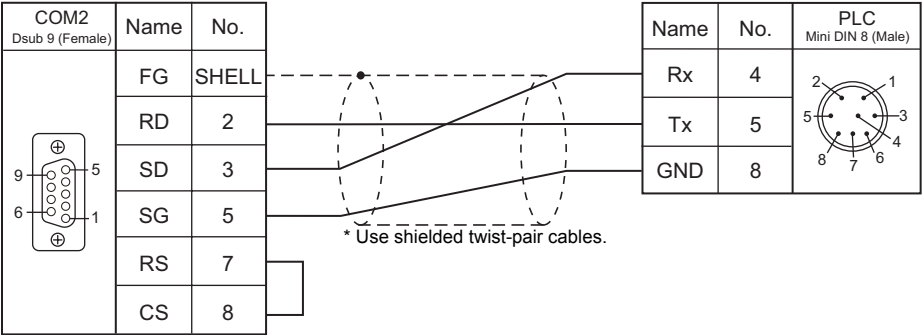 COM2
Dsub 9 (Female)
Name No.
FG SHELL
RD 2
SD 3
SG 5
RS 7
CS 8
9 5
6 1
* Use shielded twist-pair cables.
Name No.
PLC
Mini DIN 8 (Male)
Rx 4
Tx 5
GND 8
2 1
5 3
4
8 7 6